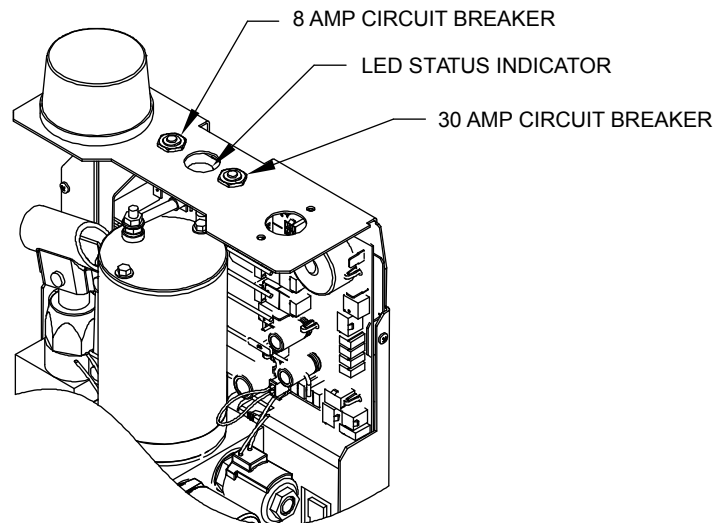 8 AMP CIRCUIT BREAKER
LED STATUS INDICATOR
30 AMP CIRCUIT BREAKER